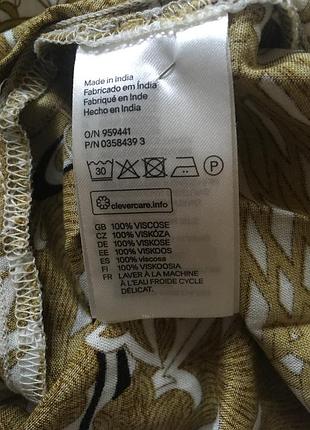 Made in India
Fabricado em Índia
Fabriqué en Inde
Hecho en India
O/N 959441
P/N 0358439 3
30 P
clevercare.info
GB 100% VISCOSE
CZ 100% VISKÓZA
DE 100% VISKOSE
EE 100% VISKOOS
ES 100% viscosa
FI 100% VISKOOSIA
FR LAVER À LA MACHINE
À L'EAU FROIDE CYCLE
DÉLICAT.